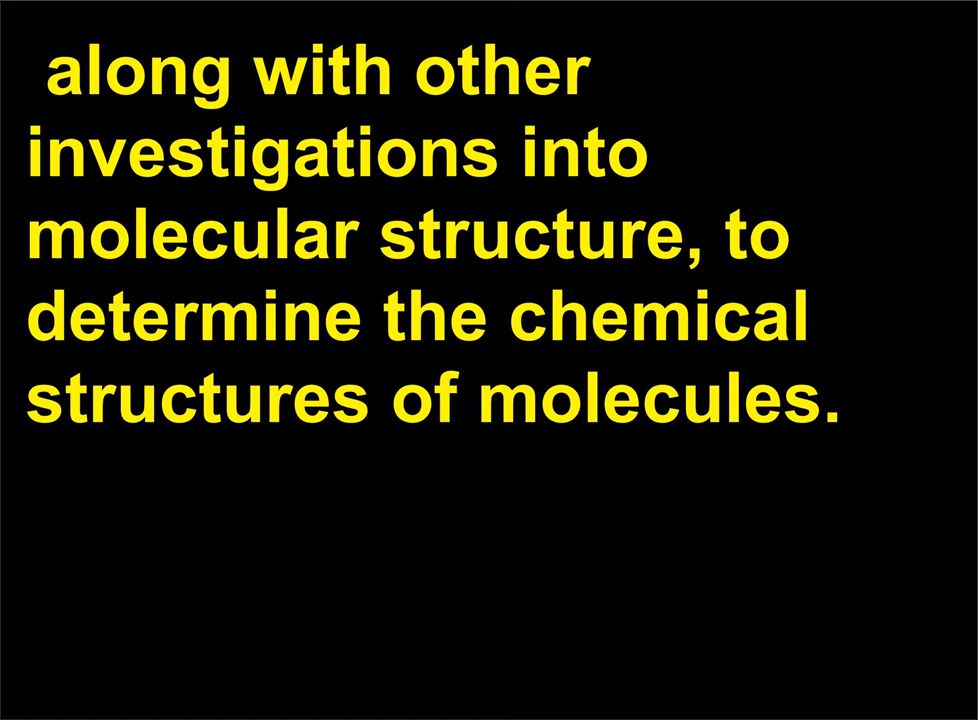 along with other
investigations into
molecular structure, to
determine the chemical
structures of molecules.